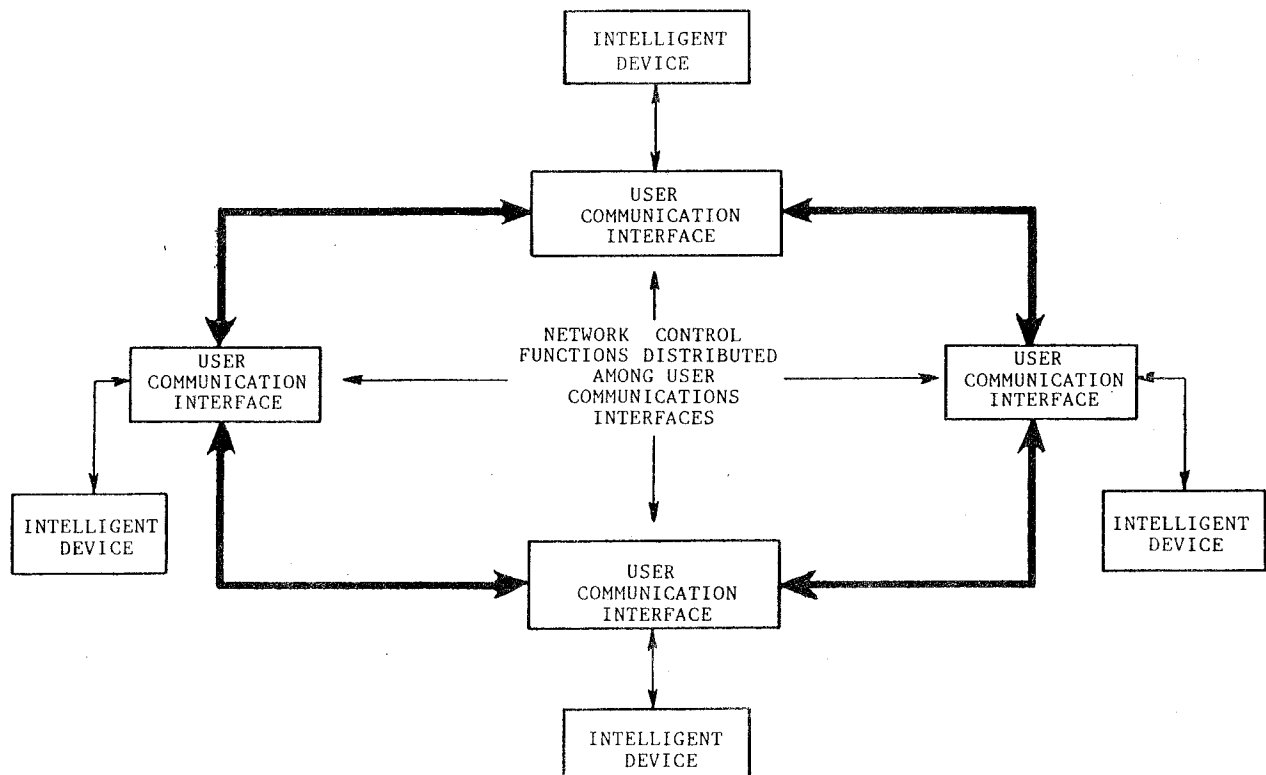 INTELLIGENT
DEVICE
USER
COMMUNICATION
INTERFACE
NETWORK CONTROL
FUNCTIONS DISTRIBUTED
AMONG USER
COMMUNICATIONS
INTERFACES
USER
COMMUNICATION
INTERFACE
USER
COMMUNICATION
INTERFACE
INTELLIGENT
DEVICE
INTELLIGENT
DEVICE
USER
COMMUNICATION
INTERFACE
INTELLIGENT
DEVICE